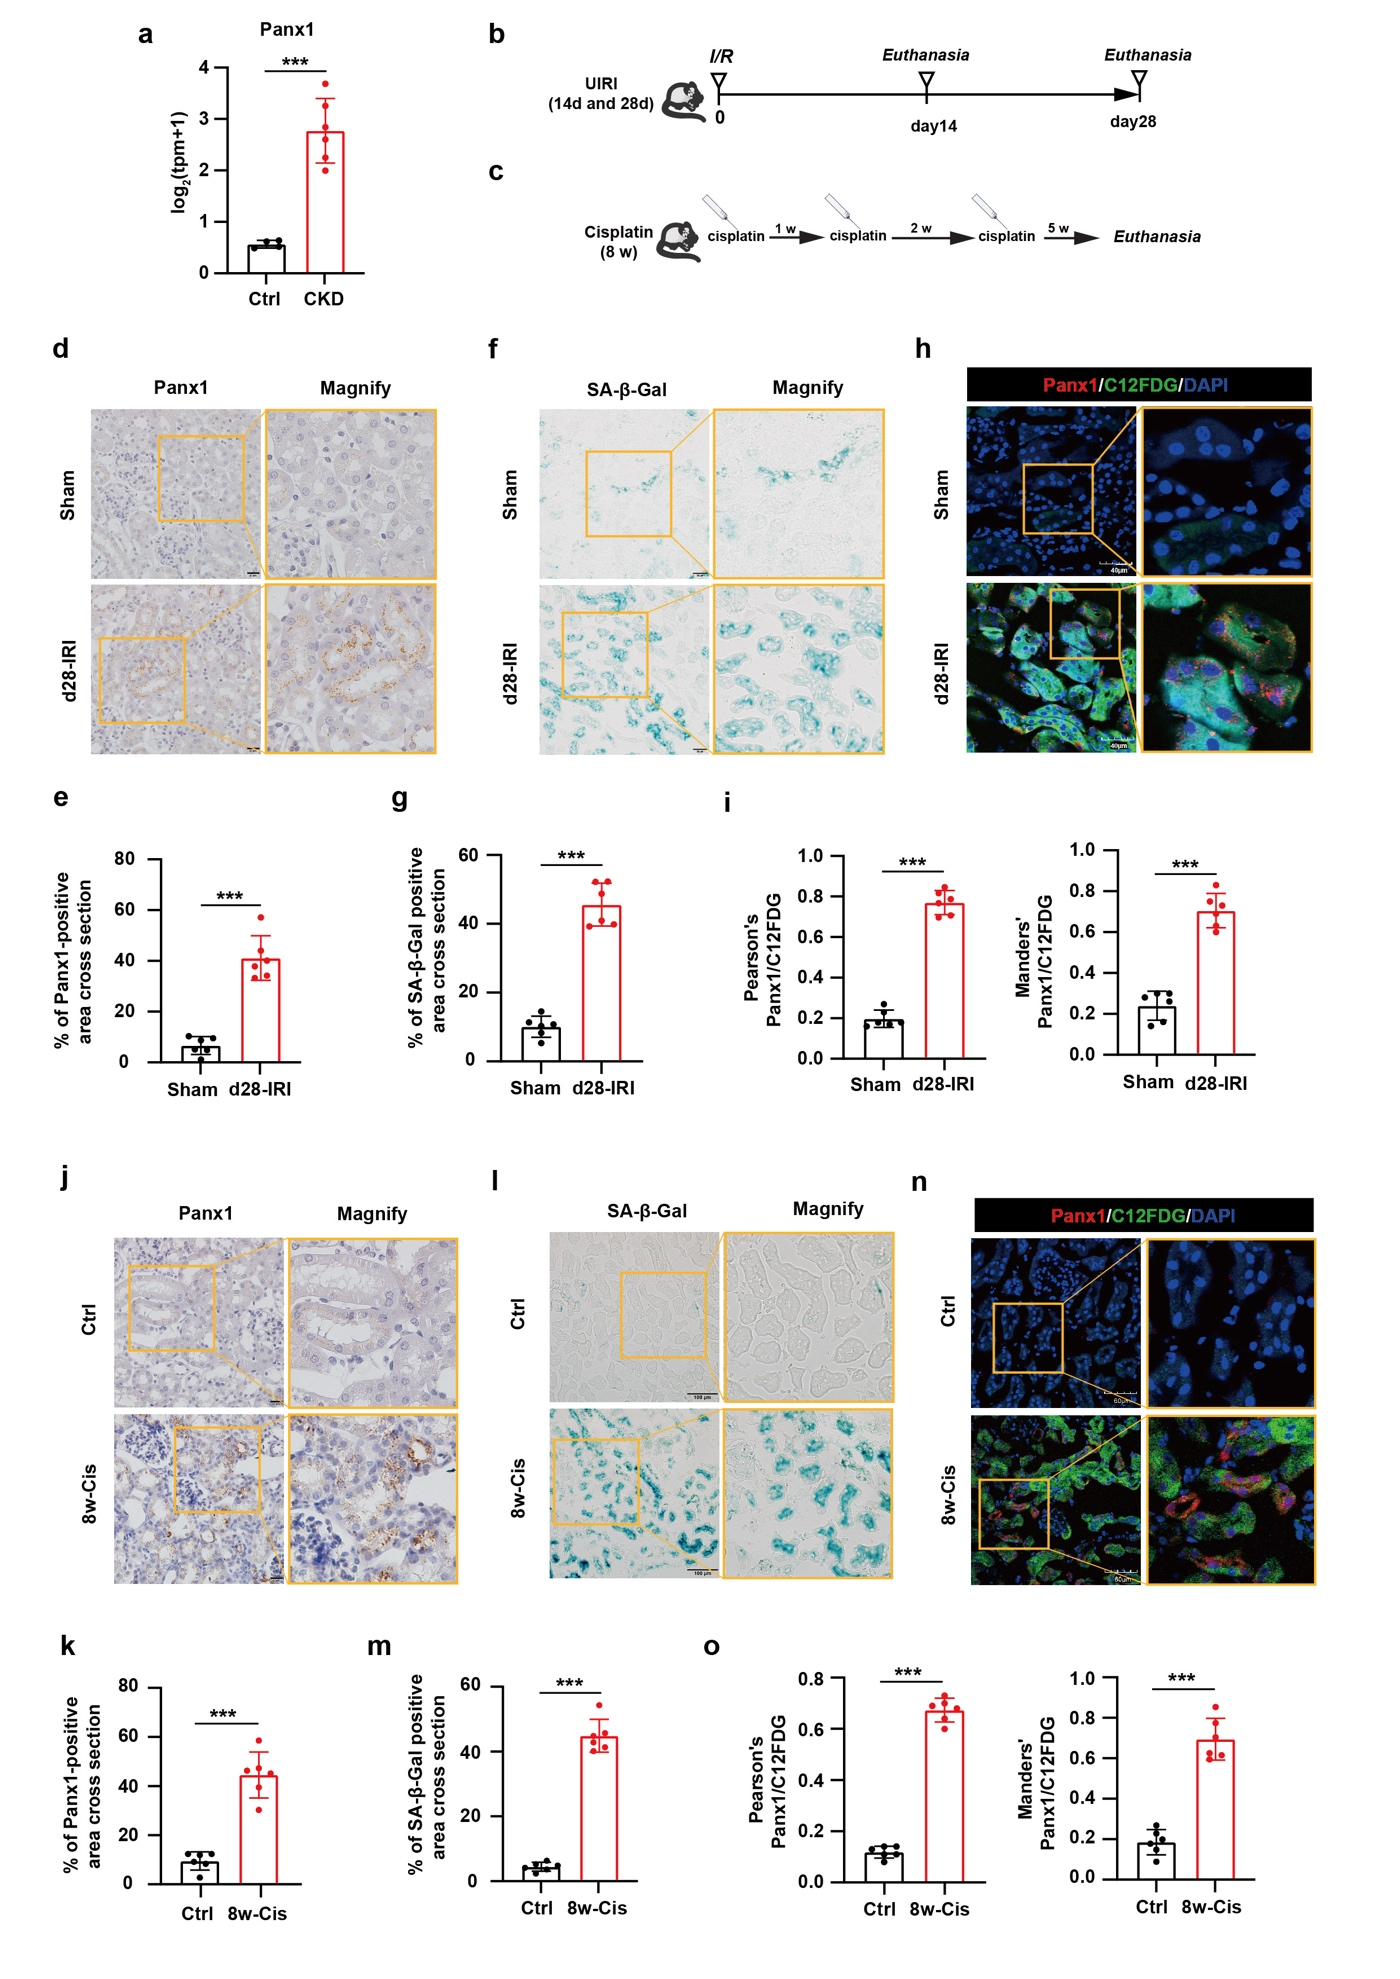 a
Panx1
***
log2(tpm+1)
4
3
2
1
0
Ctrl CKD
b
UIRI
(14d and 28d)
I/R
Euthanasia
Euthanasia
0
day14
day28
c
Cisplatin
(8 w)
cisplatin
1 w
cisplatin
2 w
cisplatin
5 w
Euthanasia
d
Panx1 Magnify
Sham
d28-IRI
f
SA-β-Gal Magnify
Sham
d28-IRI
h
Panx1/C12FDG/DAPI
Sham
40μm
d28-IRI
40μm
e
% of Panx1-positive
area cross section
80
60
40
20
0
***
Sham d28-IRI
g
% of SA-β-Gal positive
area cross section
60
40
20
0
***
Sham d28-IRI
i
Pearson's
Panx1/C12FDG
1.0
0.8
0.6
0.4
0.2
0.0
***
Sham d28-IRI
Manders'
Panx1/C12FDG
1.0
0.8
0.6
0.4
0.2
0.0
***
Sham d28-IRI
j
Panx1 Magnify
Ctrl
8w-Cis
l
SA-β-Gal Magnify
Ctrl
100 μm
8w-Cis
100 μm
n
Panx1/C12FDG/DAPI
Ctrl
60μm
8w-Cis
60μm
k
% of Panx1-positive
area cross section
80
60
40
20
0
***
Ctrl 8w-Cis
m
% of SA-β-Gal positive
area cross section
60
40
20
0
***
Ctrl 8w-Cis
o
Pearson's
Panx1/C12FDG
0.8
0.6
0.4
0.2
0.0
***
Ctrl 8w-Cis
Manders'
Panx1/C12FDG
1.0
0.8
0.6
0.4
0.2
0.0
***
Ctrl 8w-Cis